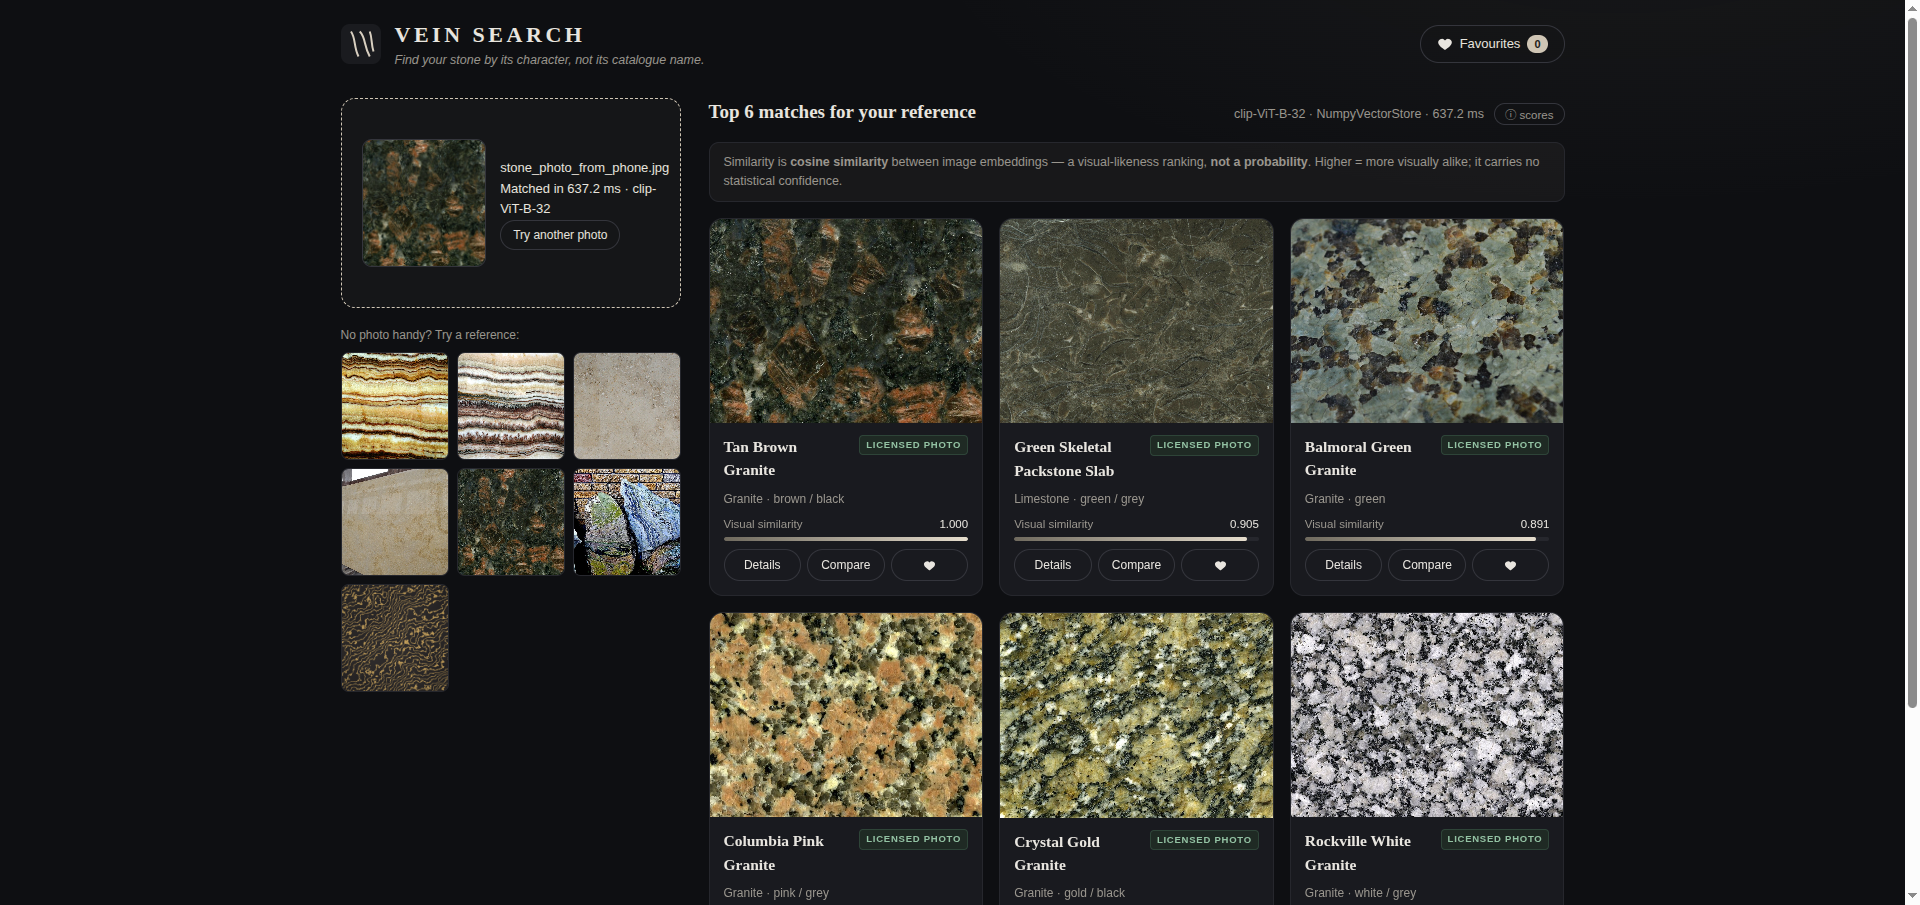 VEIN SEARCH
Find your stone by its character, not its catalogue name.
Favourites 0
stone_photo_from_phone.jpg
Matched in 637.2 ms · clip-
ViT-B-32
Try another photo
No photo handy? Try a reference:
Top 6 matches for your reference
clip-ViT-B-32 · NumpyVectorStore · 637.2 ms
ⓘ scores
Similarity is cosine similarity between image embeddings — a visual-likeness ranking, not a probability. Higher = more visually alike; it carries no
statistical confidence.
Tan Brown
Granite
LICENSED PHOTO
Granite · brown / black
Visual similarity 1.000
Details Compare
Green Skeletal
Packstone Slab
LICENSED PHOTO
Limestone · green / grey
Visual similarity 0.905
Details Compare
Balmoral Green
Granite
LICENSED PHOTO
Granite · green
Visual similarity 0.891
Details Compare
Columbia Pink
Granite
LICENSED PHOTO
Granite · pink / grey
Crystal Gold
Granite
LICENSED PHOTO
Granite · gold / black
Rockville White
Granite
LICENSED PHOTO
Granite · white / grey